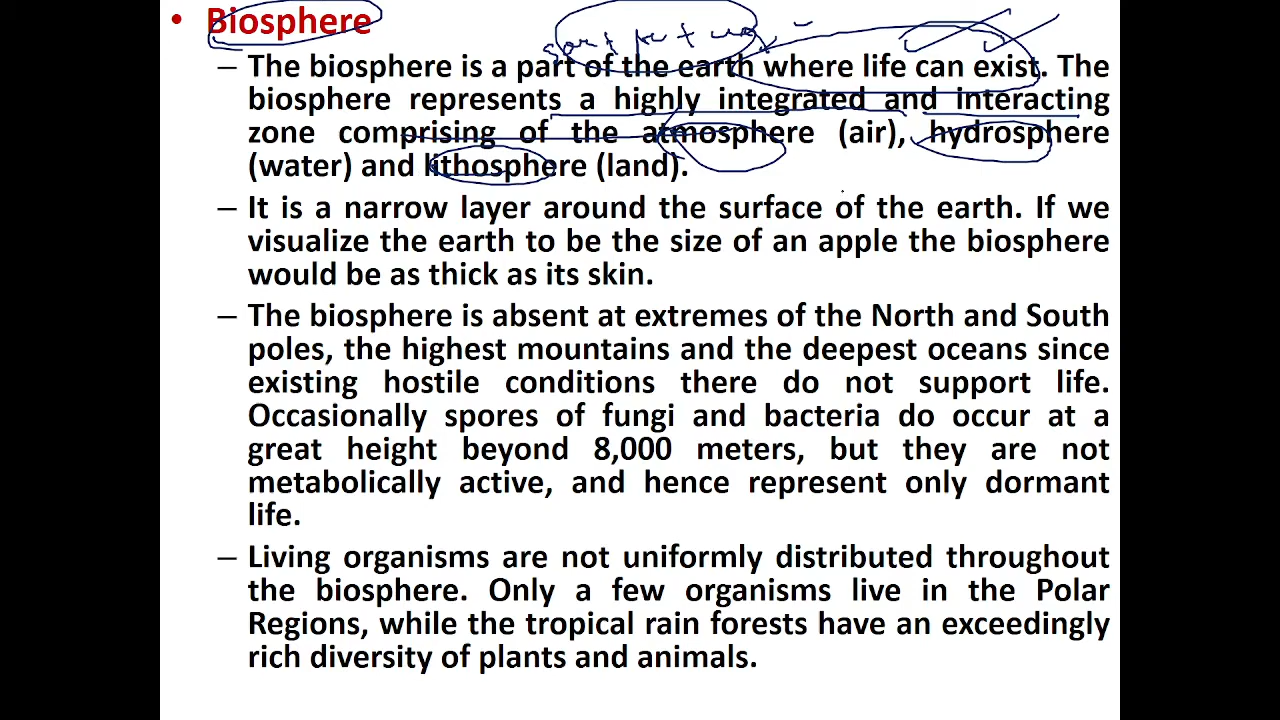 • Biosphere
– The biosphere is a part of the earth where life can exist. The
biosphere represents a highly integrated and interacting
zone comprising of the atmosphere (air), hydrosphere
(water) and lithosphere (land).
– It is a narrow layer around the surface of the earth. If we
visualize the earth to be the size of an apple the biosphere
would be as thick as its skin.
– The biosphere is absent at extremes of the North and South
poles, the highest mountains and the deepest oceans since
existing hostile conditions there do not support life.
Occasionally spores of fungi and bacteria do occur at a
great height beyond 8,000 meters, but they are not
metabolically active, and hence represent only dormant
life.
– Living organisms are not uniformly distributed throughout
the biosphere. Only a few organisms live in the Polar
Regions, while the tropical rain forests have an exceedingly
rich diversity of plants and animals.